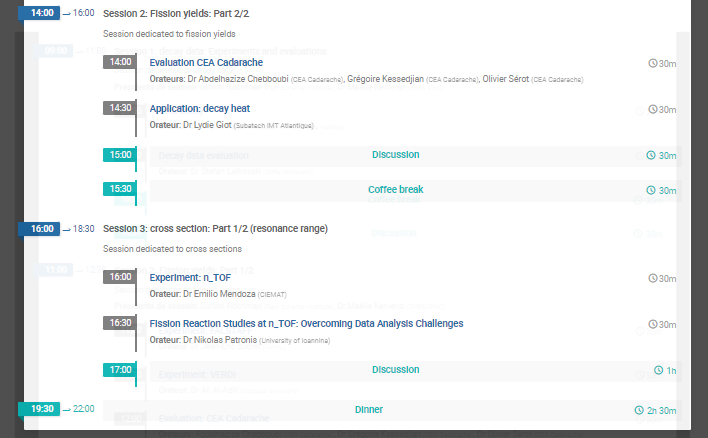 14:00 → 16:00 Session 2: Fission yields: Part 2/2
Session dedicated to fission yields
14:00 Evaluation CEA Cadarache 30m
Orateurs: Dr Abdelhazize Chebboubi (CEA Cadarache), Grégoire Kessedjian (CEA Cadarache), Olivier Sérot (CEA Cadarache)
14:30 Application: decay heat 30m
Orateur: Dr Lydie Giot (Subatech IMT Atlantique)
15:00 Discussion 30m
15:30 Coffee break 30m
16:00 → 18:30 Session 3: cross section: Part 1/2 (resonance range)
Session dedicated to cross sections
16:00 Experiment: n_TOF 30m
Orateur: Dr Emilio Mendoza (CIEMAT)
16:30 Fission Reaction Studies at n_TOF: Overcoming Data Analysis Challenges 30m
Orateur: Dr Nikolas Patronis (University of Ioannina)
17:00 Discussion 1h
19:30 → 22:00 Dinner 2h 30m